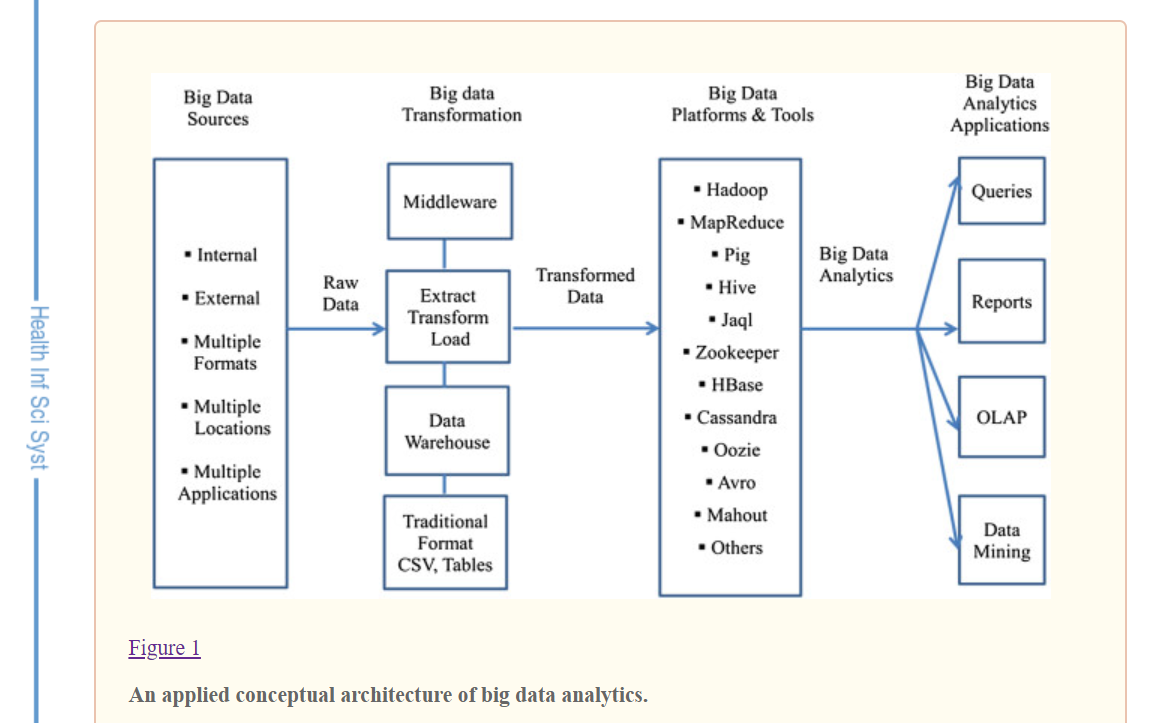 Health Inf Sci Syst
Big Data
Sources
▪ Internal
▪ External
▪ Multiple
Formats
▪ Multiple
Locations
▪ Multiple
Applications
Raw
Data
Big data
Transformation
Middleware
Extract
Transform
Load
Data
Warehouse
Traditional
Format
CSV, Tables
Transformed
Data
Big Data
Platforms & Tools
▪ Hadoop
▪ MapReduce
▪ Pig
▪ Hive
▪ Jaql
▪ Zookeeper
▪ HBase
▪ Cassandra
▪ Oozie
▪ Avro
▪ Mahout
▪ Others
Big Data
Analytics
Big Data
Analytics
Applications
Queries
Reports
OLAP
Data
Mining
Figure 1
An applied conceptual architecture of big data analytics.